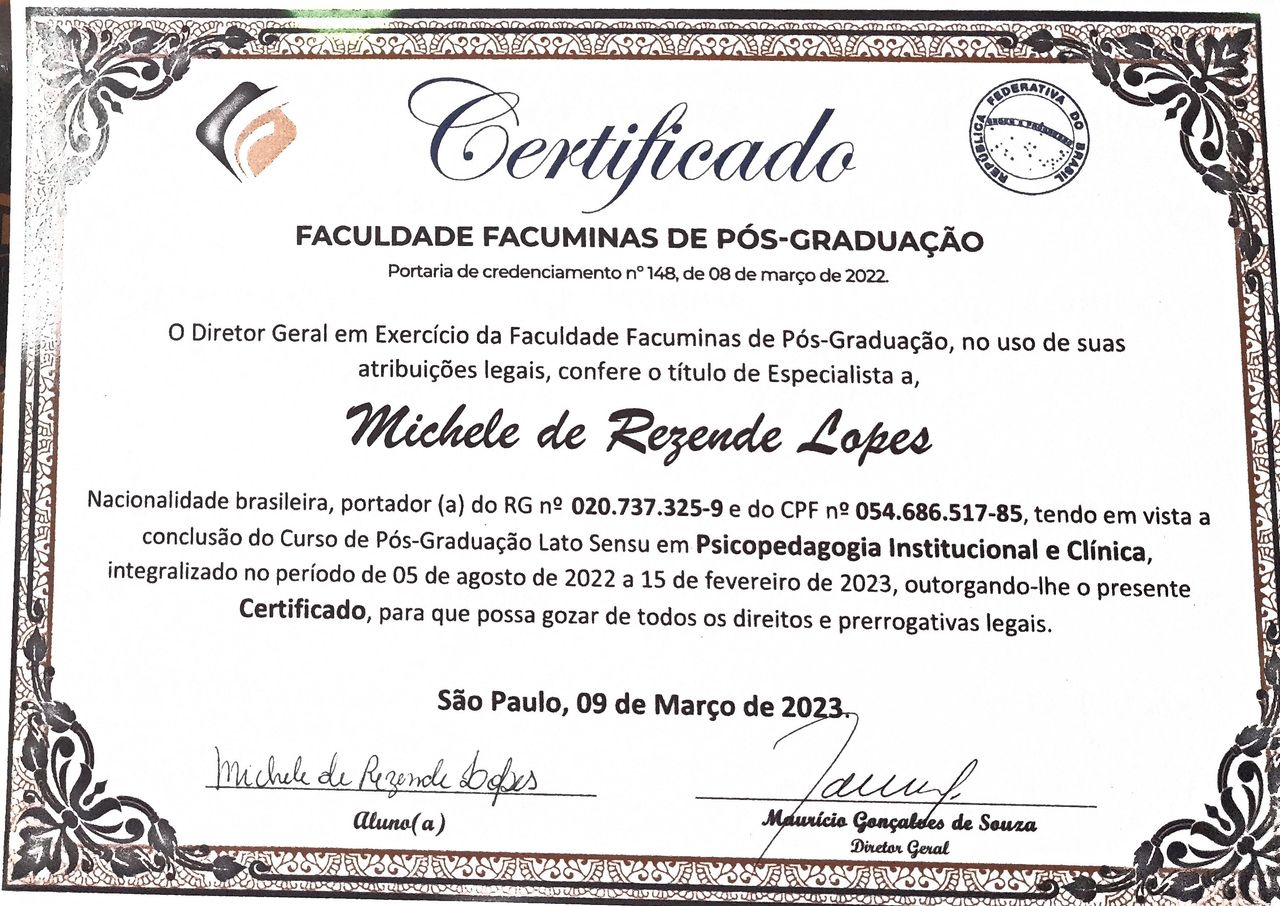 Certificado
REPÚBLICA FEDERATIVA DO BRASIL
ORDEM E PROGRESSO
FACULDADE FACUMINAS DE PÓS-GRADUAÇÃO
Portaria de credenciamento nº 148, de 08 de março de 2022.
O Diretor Geral em Exercício da Faculdade Facuminas de Pós-Graduação, no uso de suas
atribuições legais, confere o título de Especialista a,
Michele de Rezende Lopes
Nacionalidade brasileira, portador (a) do RG nº 020.737.325-9 e do CPF nº 054.686.517-85, tendo em vista a
conclusão do Curso de Pós-Graduação Lato Sensu em Psicopedagogia Institucional e Clínica,
integralizado no período de 05 de agosto de 2022 a 15 de fevereiro de 2023, outorgando-lhe o presente
Certificado, para que possa gozar de todos os direitos e prerrogativas legais.
São Paulo, 09 de Março de 2023.
Michele de Rezende Lopes
Aluno(a)
Maurício Gonçalves de Souza
Diretor Geral